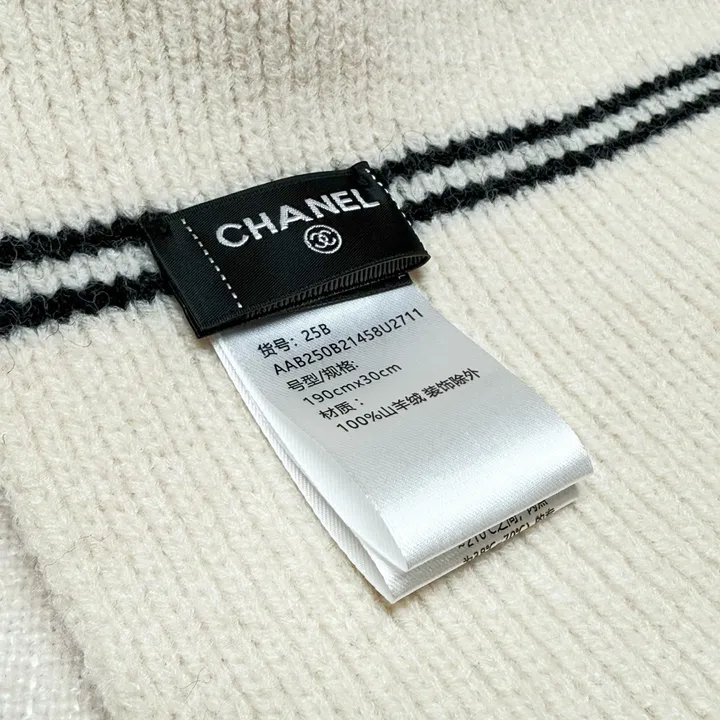 CHANEL
货号：25B
AAB250B21458U2711
号型/规格:
190cmx30cm
材质：
100%山羊绒 装饰除外